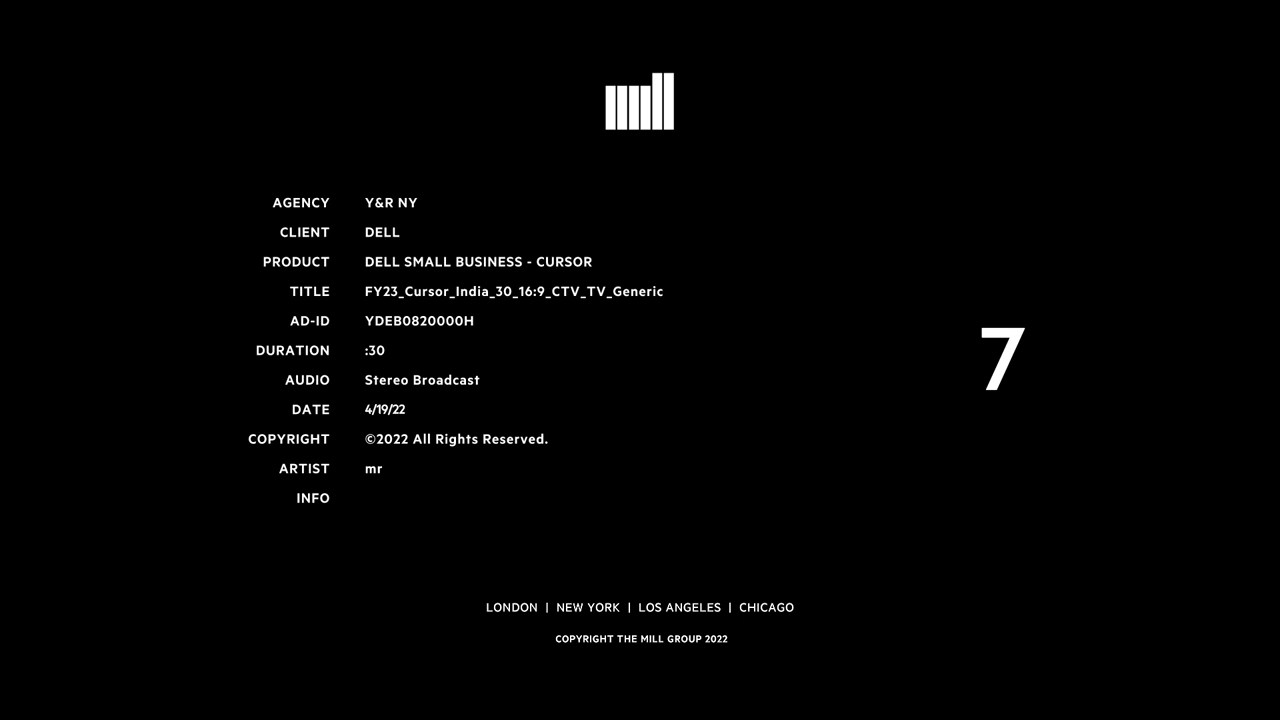 AGENCY Y&R NY
CLIENT DELL
PRODUCT DELL SMALL BUSINESS - CURSOR
TITLE FY23_Cursor_India_30_16:9_CTV_TV_Generic
AD-ID YDEB0820000H
DURATION :30
AUDIO Stereo Broadcast
DATE 4/19/22
COPYRIGHT ©2022 All Rights Reserved.
ARTIST mr
INFO
7
LONDON | NEW YORK | LOS ANGELES | CHICAGO
COPYRIGHT THE MILL GROUP 2022